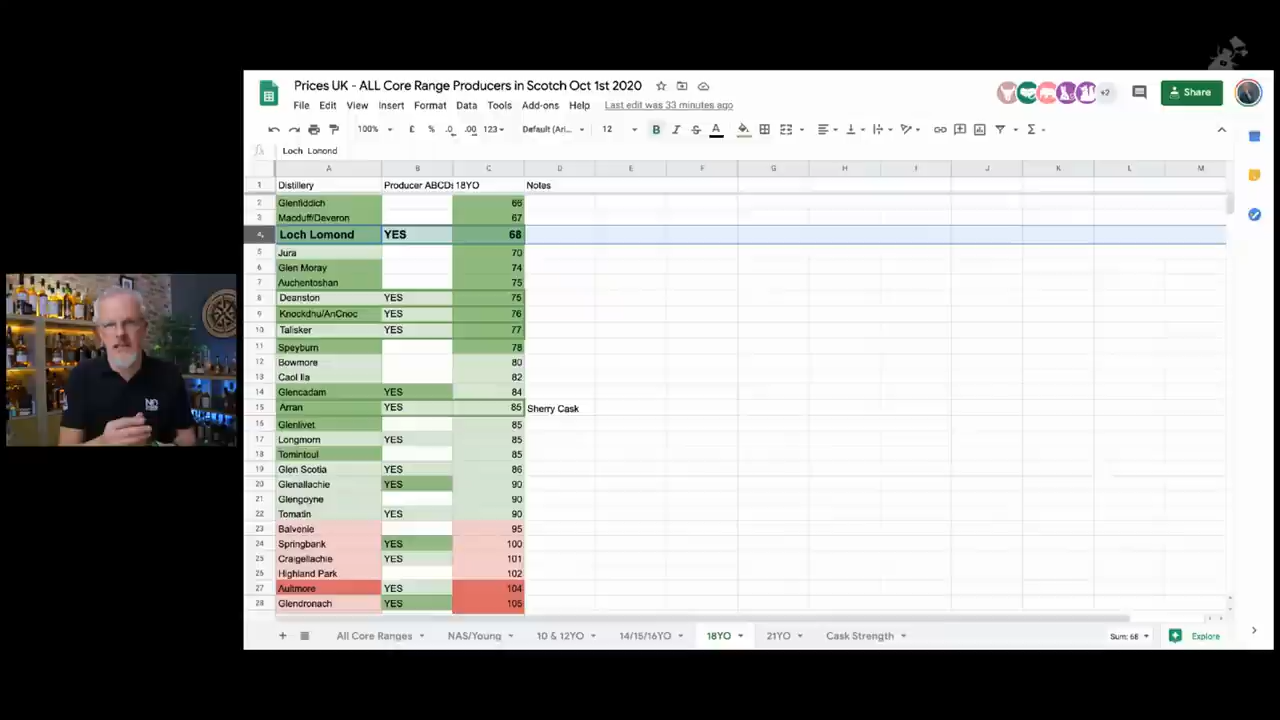 Prices UK - ALL Core Range Producers in Scotch Oct 1st 2020
File Edit View Insert Format Data Tools Add-ons Help Last edit was 33 minutes ago
+2
Share
100% £ % .0 .00 123 Default (Ari... 12 B I S A
fx Loch Lomond
A B C D E F G H I J K L M
1 Distillery Producer ABCDs 18YO Notes
2 Glenfiddich 66
3 Macduff/Deveron 67
4 Loch Lomond YES 68
5 Jura 70
6 Glen Moray 74
7 Auchentoshan 75
8 Deanston YES 75
9 Knockdhu/AnCnoc YES 76
10 Talisker YES 77
11 Speyburn 78
12 Bowmore 80
13 Caol Ila 82
14 Glencadam YES 84
15 Arran YES 85 Sherry Cask
16 Glenlivet 85
17 Longmorn YES 85
18 Tomintoul 85
19 Glen Scotia YES 86
20 Glenallachie YES 90
21 Glengoyne 90
22 Tomatin YES 90
23 Balvenie 95
24 Springbank YES 100
25 Craigellachie YES 101
26 Highland Park 102
27 Aultmore YES 104
28 Glendronach YES 105
+ All Core Ranges NAS/Young 10 & 12YO 14/15/16YO 18YO 21YO Cask Strength Sum: 68 Explore